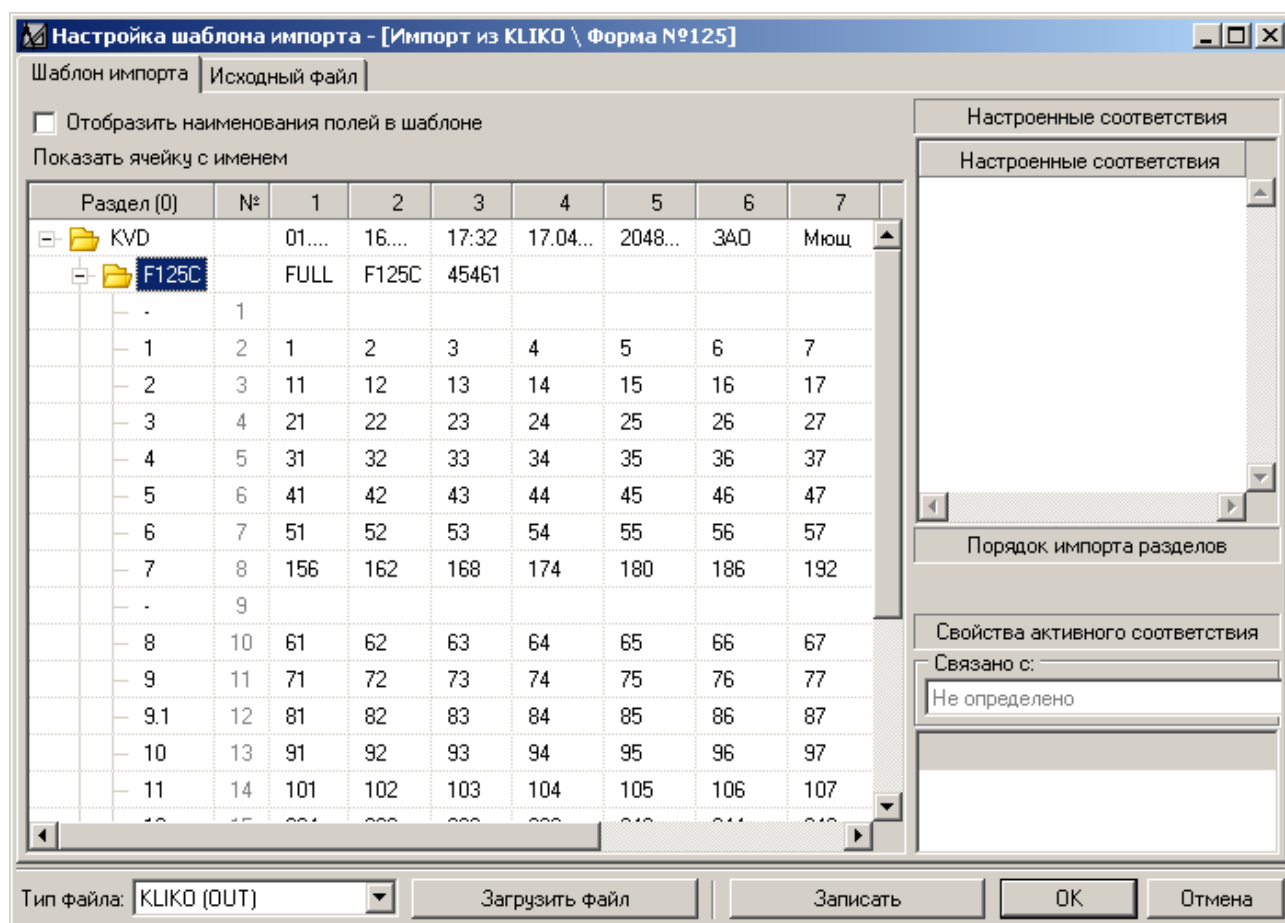 Настройка шаблона импорта - [Импорт из KLIKO \ Форма №125]
Шаблон импорта Исходный файл
Отобразить наименования полей в шаблоне
Показать ячейку с именем
Раздел (0) № 1 2 3 4 5 6 7
KVD 01.... 16.... 17:32 17.04... 2048... ЗАО Мющ
F125C FULL F125C 45461
- 1
1 2 1 2 3 4 5 6 7
2 3 11 12 13 14 15 16 17
3 4 21 22 23 24 25 26 27
4 5 31 32 33 34 35 36 37
5 6 41 42 43 44 45 46 47
6 7 51 52 53 54 55 56 57
7 8 156 162 168 174 180 186 192
- 9
8 10 61 62 63 64 65 66 67
9 11 71 72 73 74 75 76 77
9.1 12 81 82 83 84 85 86 87
10 13 91 92 93 94 95 96 97
11 14 101 102 103 104 105 106 107
Настроенные соответствия
Настроенные соответствия
Порядок импорта разделов
Свойства активного соответствия
Связано с:
Не определено
Тип файла: KLIKO (OUT) Загрузить файл Записать OK Отмена